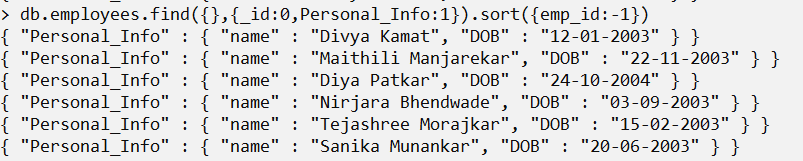 > db.employees.find({},{_id:0,Personal_Info:1}).sort({emp_id:-1})
{ "Personal_Info" : { "name" : "Divya Kamat", "DOB" : "12-01-2003" } }
{ "Personal_Info" : { "name" : "Maithili Manjarekar", "DOB" : "22-11-2003" } }
{ "Personal_Info" : { "name" : "Diya Patkar", "DOB" : "24-10-2004" } }
{ "Personal_Info" : { "name" : "Nirjara Bhendwade", "DOB" : "03-09-2003" } }
{ "Personal_Info" : { "name" : "Tejashree Morajkar", "DOB" : "15-02-2003" } }
{ "Personal_Info" : { "name" : "Sanika Munankar", "DOB" : "20-06-2003" } }